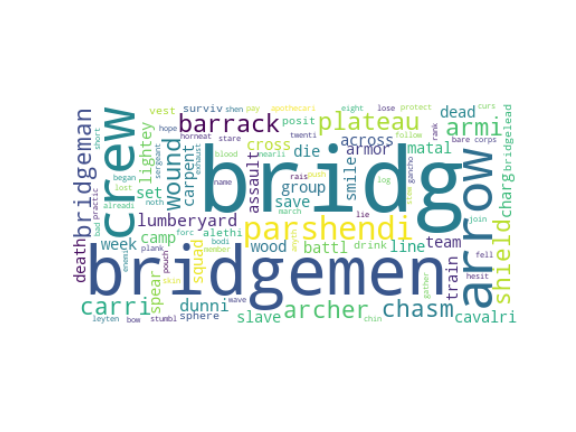 surviv shen pay apothecari eight lose protect curs
vest hope horneat stare blood nearli twenti posit follow rank bare corps
crew barrack cross plateau dead armi
bridgeman short began lightey wound carpent exhaust die across armor matal
sergeant lost practic alreadi set noth bad
bridg arrow
name rais push log gancho item smile group save assault
lumberyard parshendi lie anyth join bridgelead charg shield
death week camp forc wood battl drink line team fell
bodi member march hesit
enemi plank pouch skin squad bridgemen train
spear wave gather
carri dunni archer chasm
leyten bow stumbl sphere slave chin cavalri